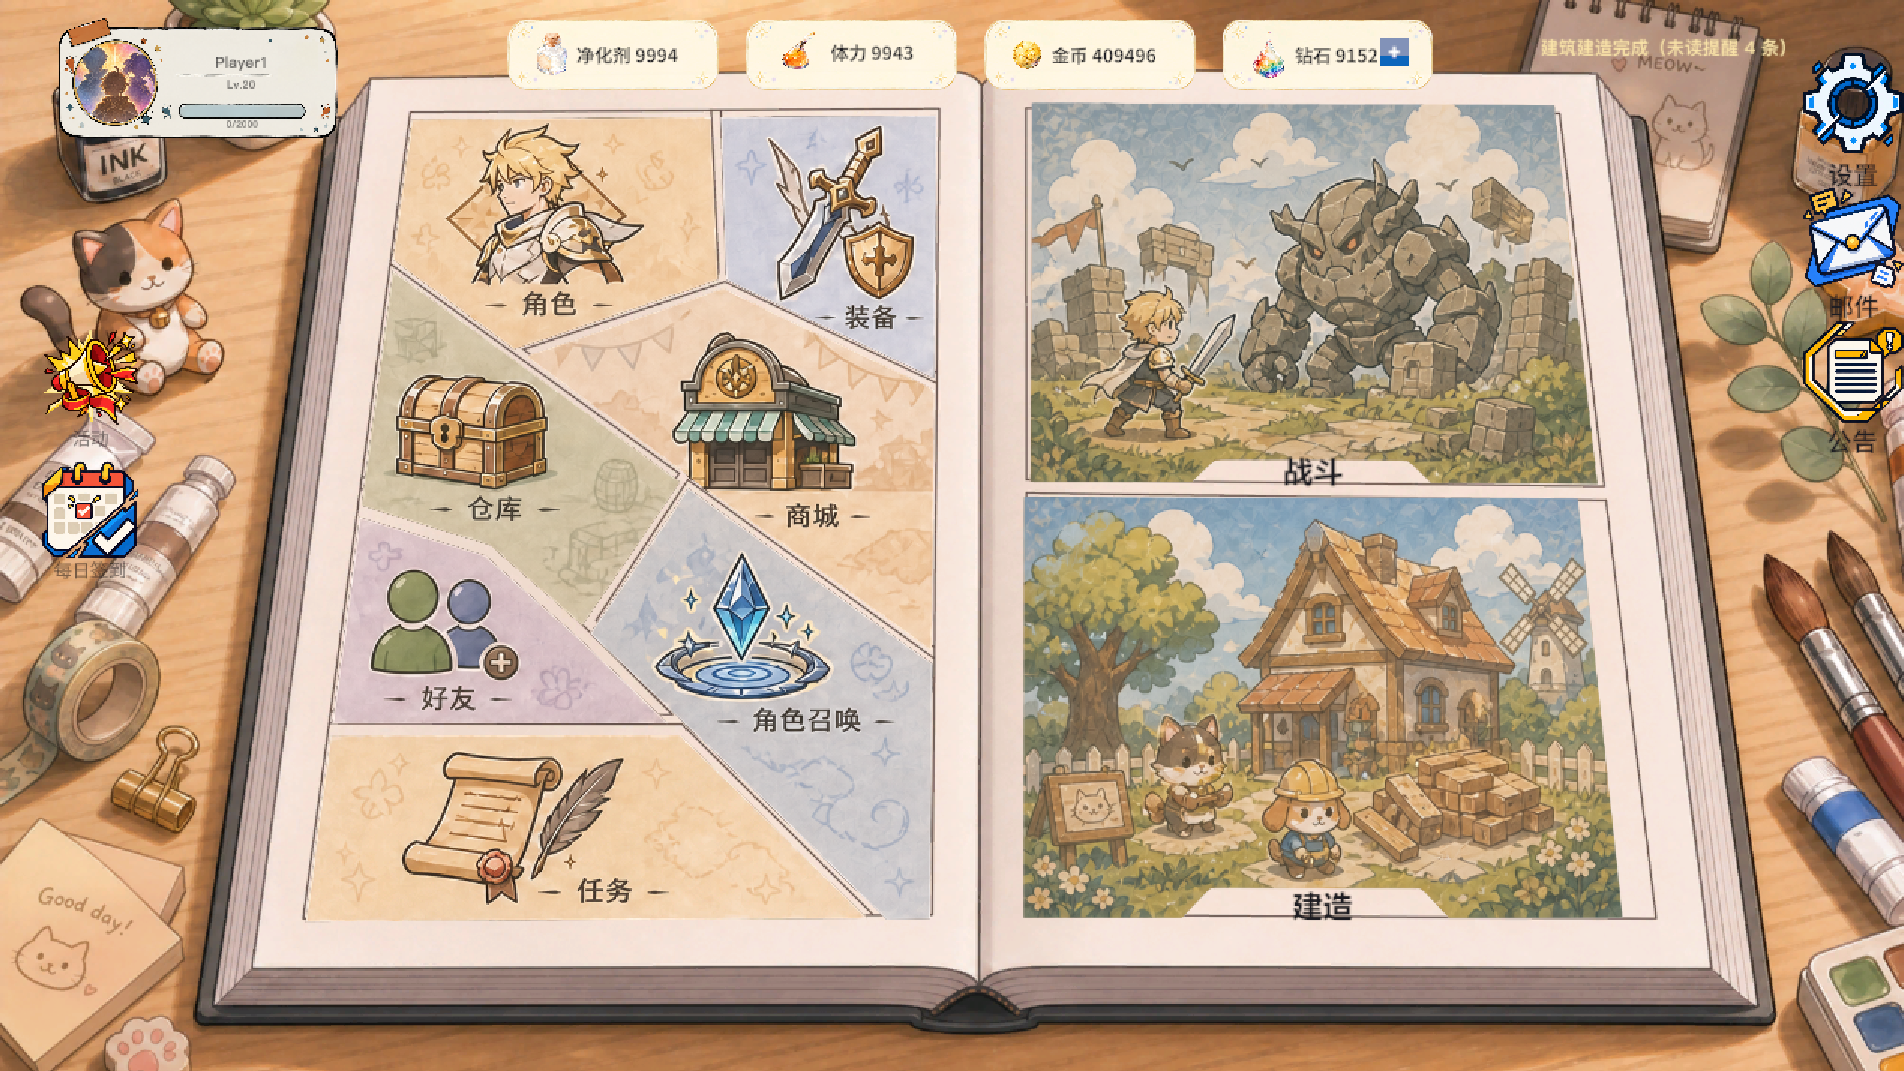 Player1
Lv.20
0/2000
净化剂 9994
体力 9943
金币 409496
钻石 9152
+
建筑建造完成（未读提醒 4 条）
MEOW~
INK
BLACK
设置
邮件
公告
活动
每日签到
角色
装备
仓库
商城
好友
角色召唤
任务
战斗
建造
Good day!